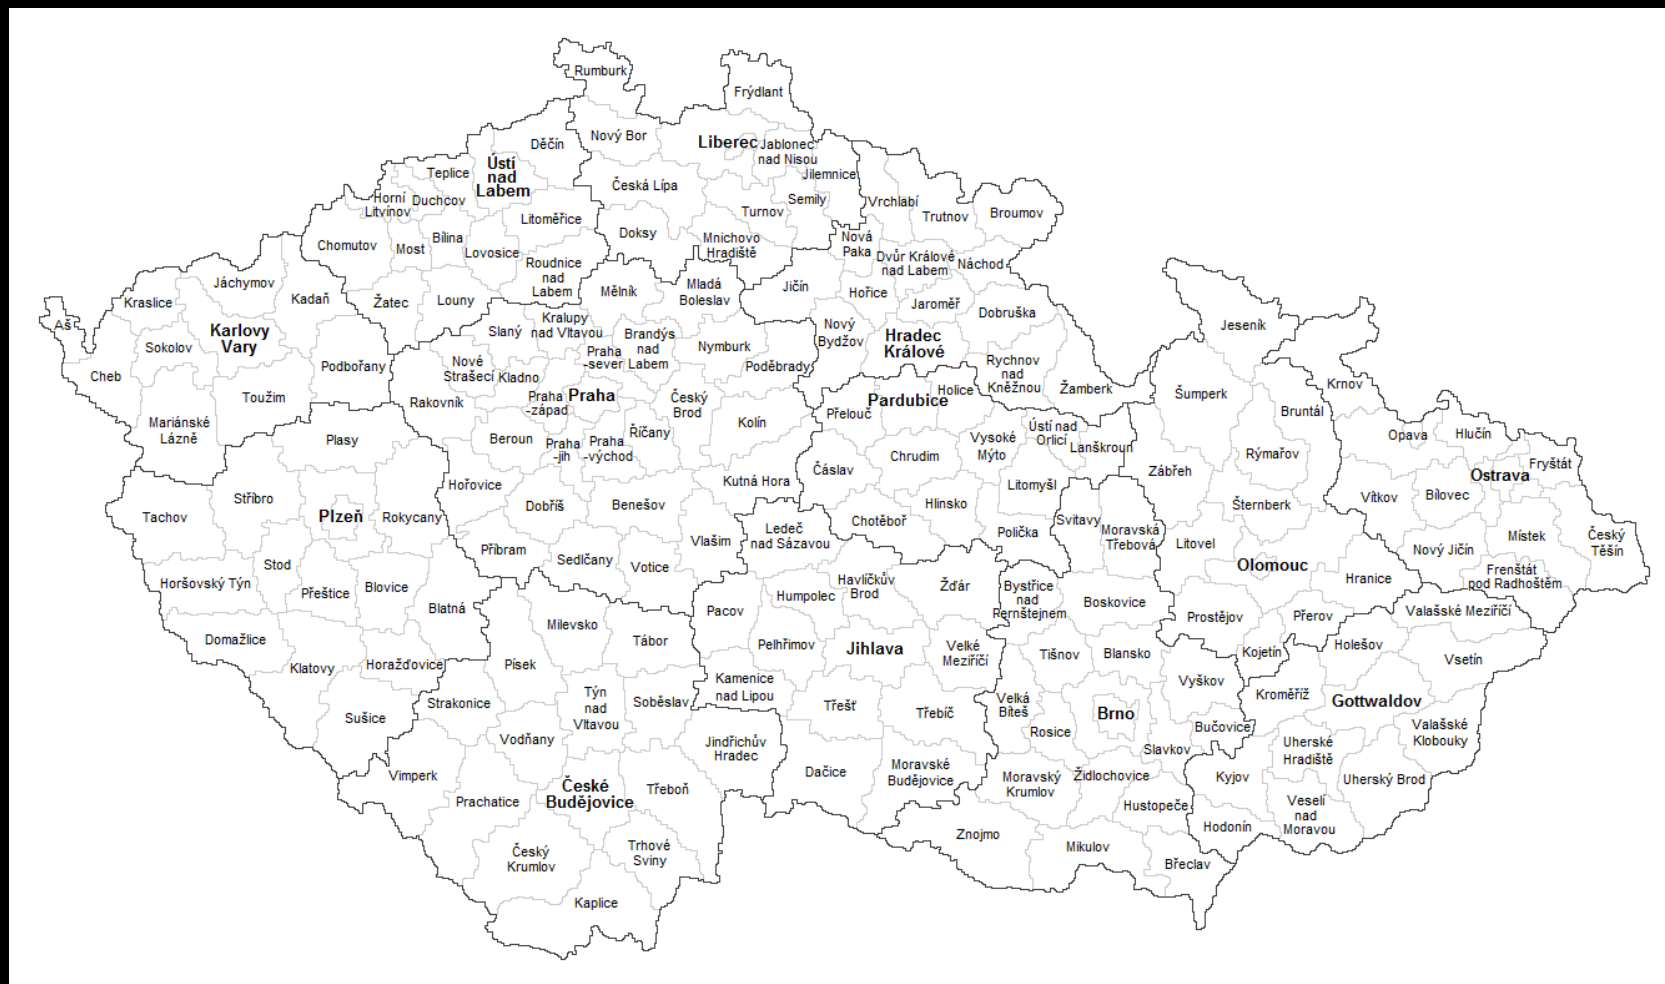 Rumburk
Frýdlant
Děčín
Nový Bor
Liberec
Jablonec
nad Nisou
Ústí
nad
Labem
Teplice
Jilemnice
Česká Lípa
Semily
Horní
Litvínov
Duchcov
Vrchlabí
Turnov
Trutnov
Broumov
Litoměřice
Doksy
Mnichovo
Hradiště
Nová
Paka
Chomutov
Most
Bílina
Lovosice
Dvůr Králové
nad Labem
Náchod
Roudnice
nad
Labem
Jáchymov
Kadaň
Mělník
Mladá
Boleslav
Jičín
Hořice
Kraslice
Žatec
Louny
Jaroměř
Dobruška
Aš
Karlovy
Vary
Slaný
Kralupy
nad Vltavou
Brandýs
nad
Labem
Nový
Bydžov
Hradec
Králové
Jeseník
Sokolov
Cheb
Podbořany
Nové
Strašecí
Kladno
Praha
-sever
Nymburk
Poděbrady
Rychnov
nad
Kněžnou
Žamberk
Toužim
Rakovník
Praha
-západ
Praha
Český
Brod
Holice
Pardubice
Šumperk
Krnov
Bruntál
Mariánské
Lázně
Plasy
Beroun
Praha
-jih
Praha
-východ
Říčany
Kolín
Přelouč
Ústí nad
Orlicí
Vysoké
Mýto
Lanškroun
Opava
Hlučín
Chrudim
Rýmařov
Čáslav
Zábřeh
Fryštát
Ostrava
Hořovice
Kutná Hora
Litomyšl
Stříbro
Vítkov
Bílovec
Dobříš
Benešov
Hlinsko
Šternberk
Tachov
Plzeň
Rokycany
Chotěboř
Svitavy
Ledeč
nad Sázavou
Moravská
Třebová
Polička
Místek
Český
Těšín
Vlašim
Litovel
Příbram
Sedlčany
Votice
Nový Jičín
Stod
Olomouc
Hranice
Frenštát
pod Radhoštěm
Horšovský Týn
Přeštice
Blovice
Havlíčkův
Brod
Žďár
Bystřice
nad
Pernštejnem
Humpolec
Boskovice
Blatná
Pacov
Valašské Meziříčí
Prostějov
Přerov
Milevsko
Domažlice
Tábor
Pelhřimov
Jihlava
Velké
Meziříčí
Tišnov
Blansko
Kojetín
Holešov
Vsetín
Klatovy
Horažďovice
Písek
Vyškov
Kamenice
nad Lipou
Kroměříž
Gottwaldov
Strakonice
Týn
nad
Vltavou
Soběslav
Třešť
Třebíč
Velká
Bíteš
Brno
Sušice
Rosice
Bučovice
Valašské
Klobouky
Vodňany
Jindřichův
Hradec
Slavkov
Uherské
Hradiště
Vimperk
Dačice
Moravské
Budějovice
Moravský
Krumlov
Židlochovice
Kyjov
Uherský Brod
České
Budějovice
Třeboň
Prachatice
Hustopeče
Veselí
nad
Moravou
Hodonín
Znojmo
Mikulov
Český
Krumlov
Trhové
Sviny
Břeclav
Kaplice